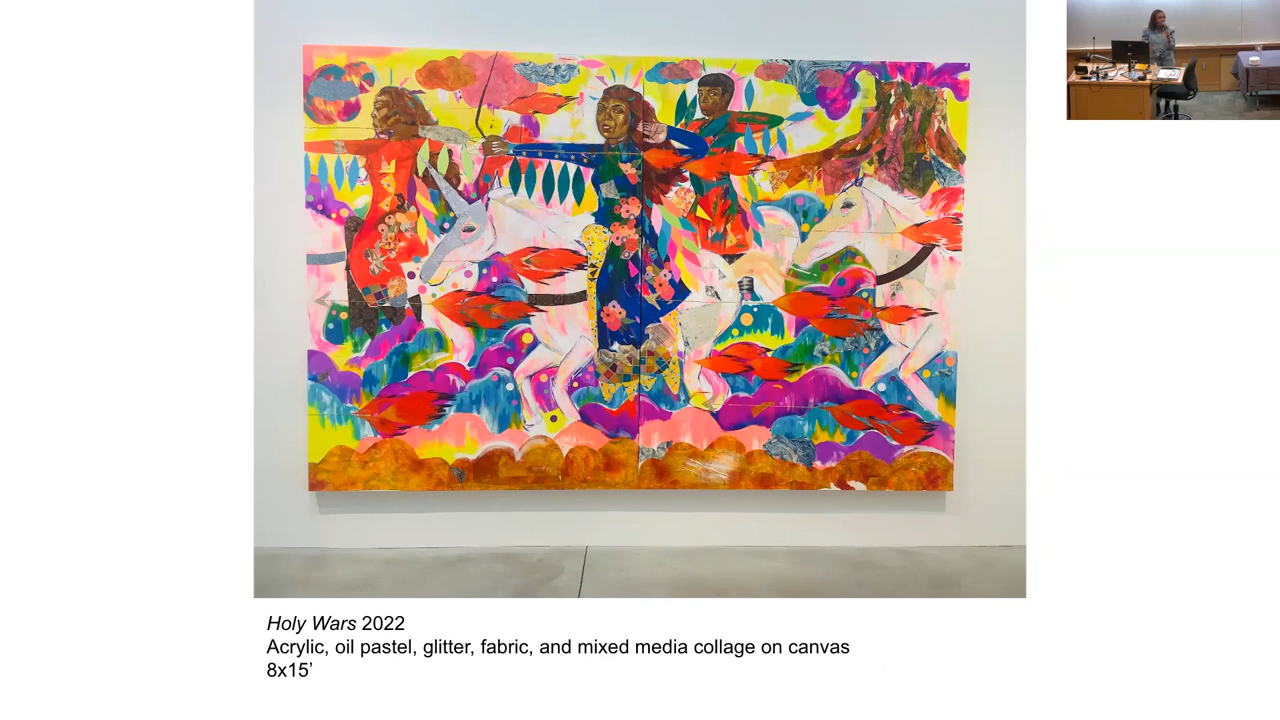 Holy Wars 2022
Acrylic, oil pastel, glitter, fabric, and mixed media collage on canvas
8x15’